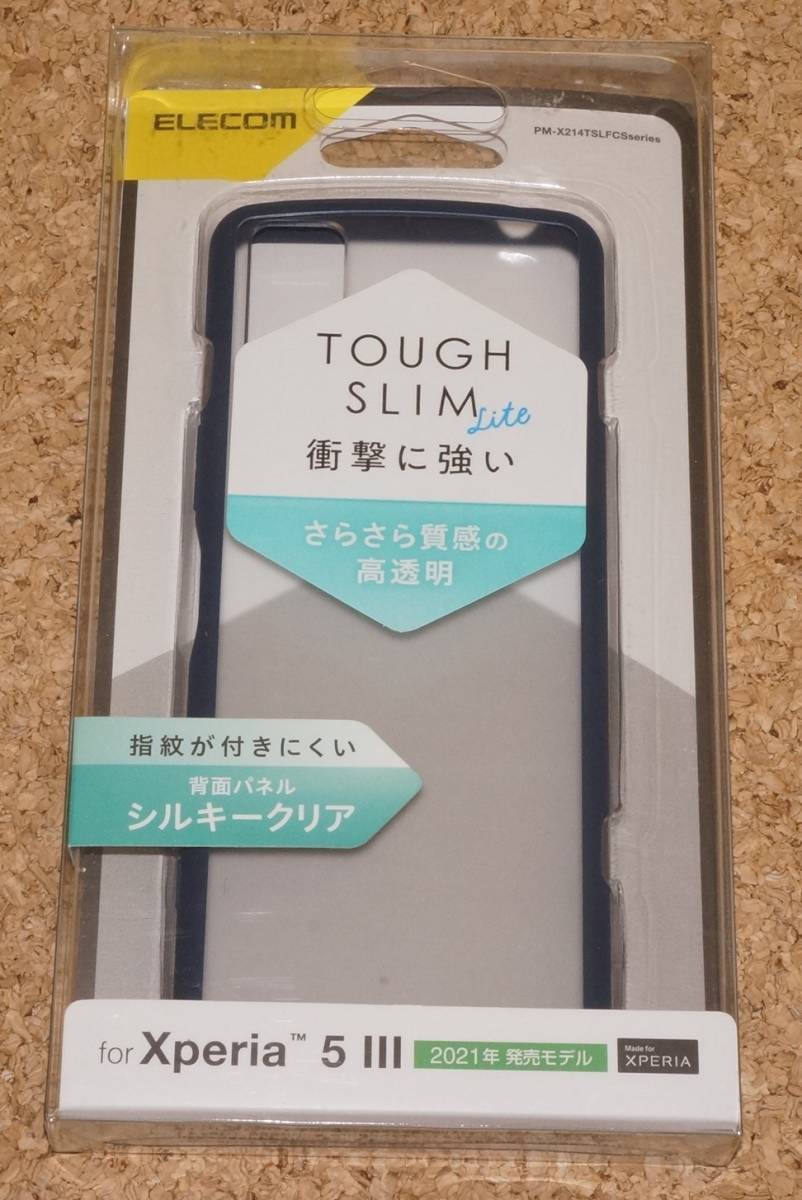 ELECOM
PM-X214TSLFCSseries
TOUGH
SLIM
Lite
衝撃に強い
さらさら質感の
高透明
指紋が付きにくい
背面パネル
シルキークリア
for Xperia™ 5 III
2021年 発売モデル
Made for
XPERIA